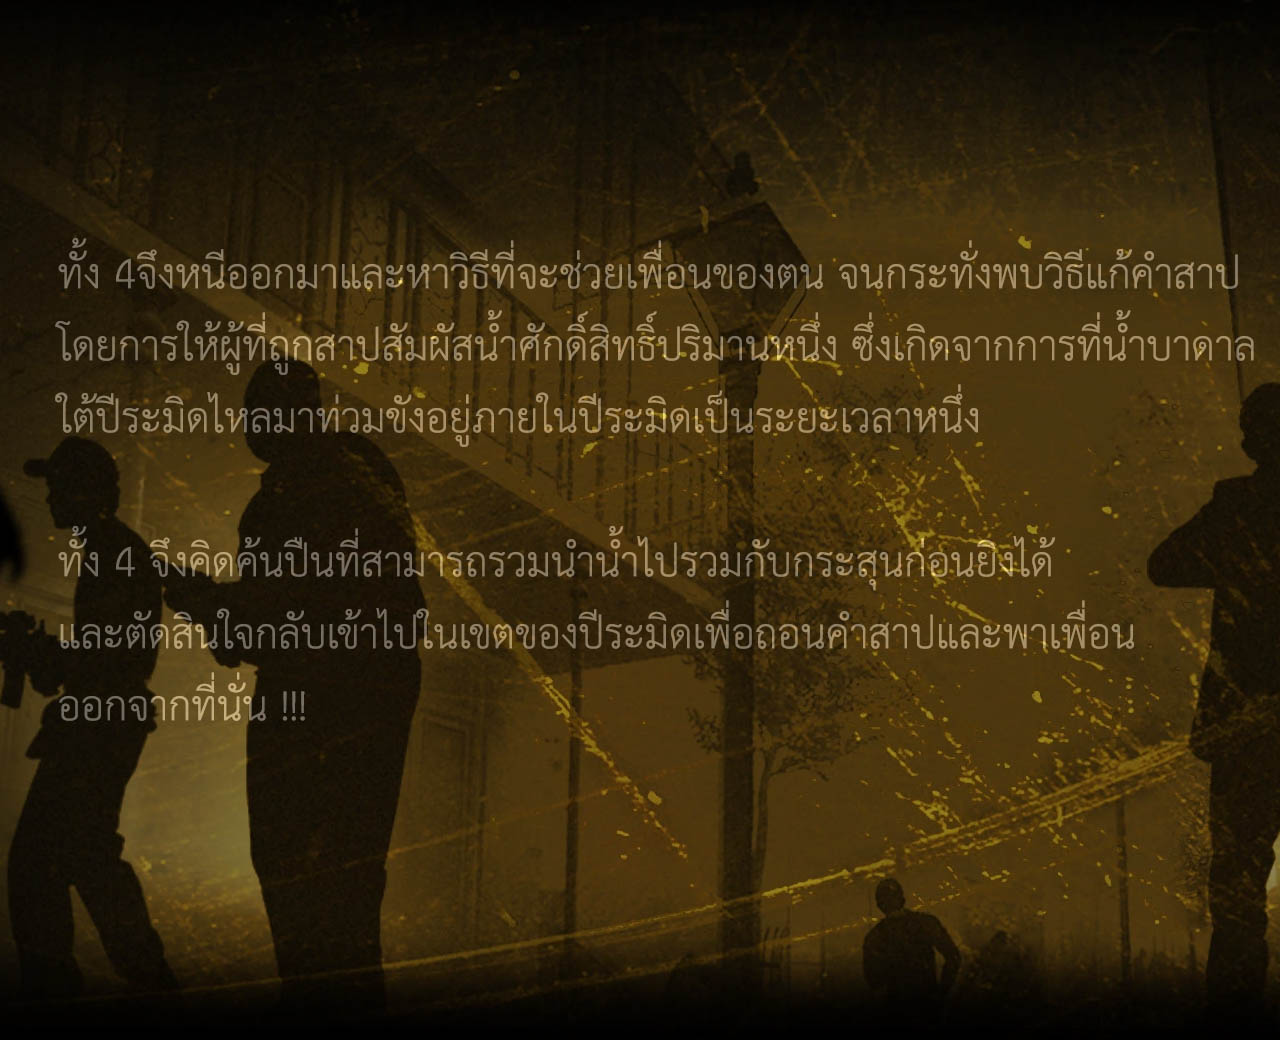 ทั้ง 4จึงหนีออกมาและหาวิธีที่จะช่วยเพื่อนของตน จนกระทั่งพบวิธีแก้คำสาป
โดยการให้ผู้ที่ถูกสาปสัมผัสน้ำศักดิ์สิทธิ์ปริมานหนึ่ง ซึ่งเกิดจากการที่น้ำบาดาล
ใต้ปีระมิดไหลมาท่วมขังอยู่ภายในปีระมิดเป็นระยะเวลาหนึ่ง
ทั้ง 4 จึงคิดค้นปืนที่สามารถรวมนำน้ำไปรวมกับกระสุนก่อนยิงได้
และตัดสินใจกลับเข้าไปในเขตของปีระมิดเพื่อถอนคำสาปและพาเพื่อน
ออกจากที่นั่น !!!